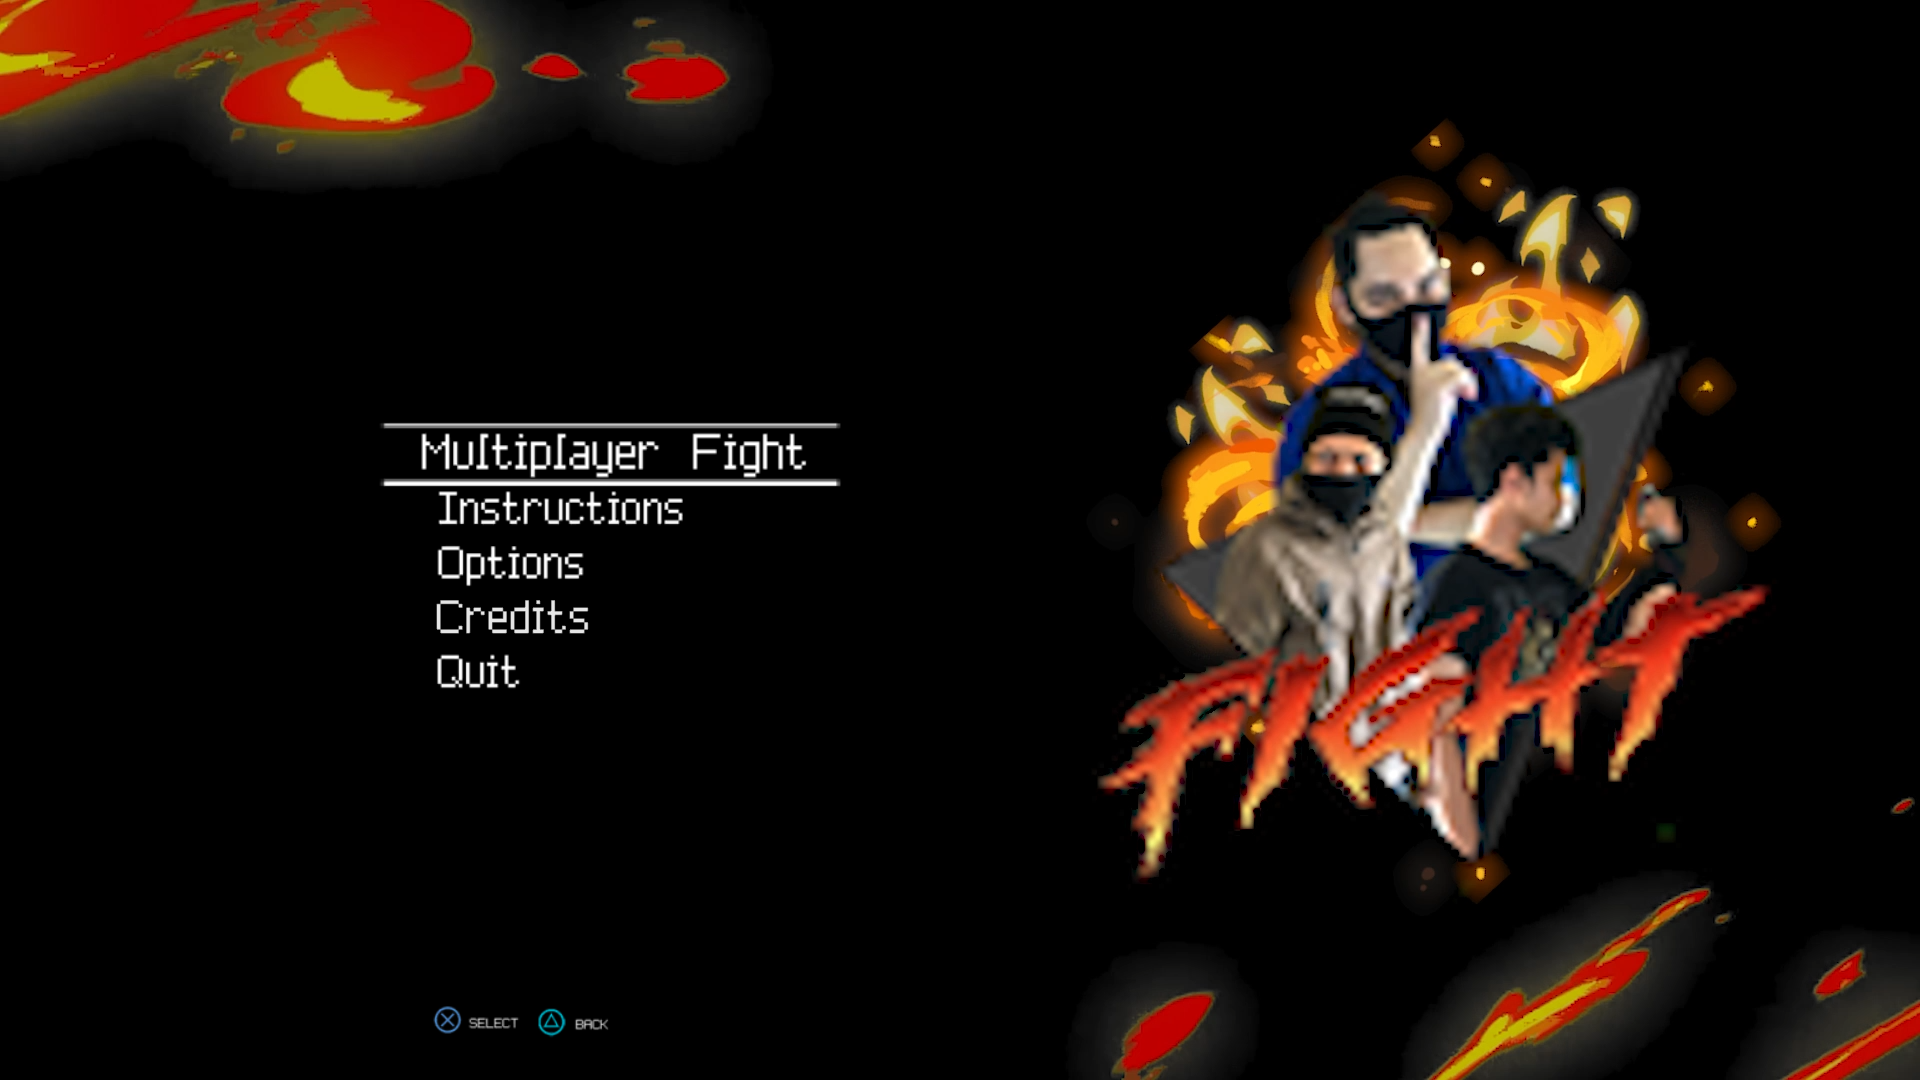 Multiplayer Fight
Instructions
Options
Credits
Quit
FIGHT
SELECT BACK